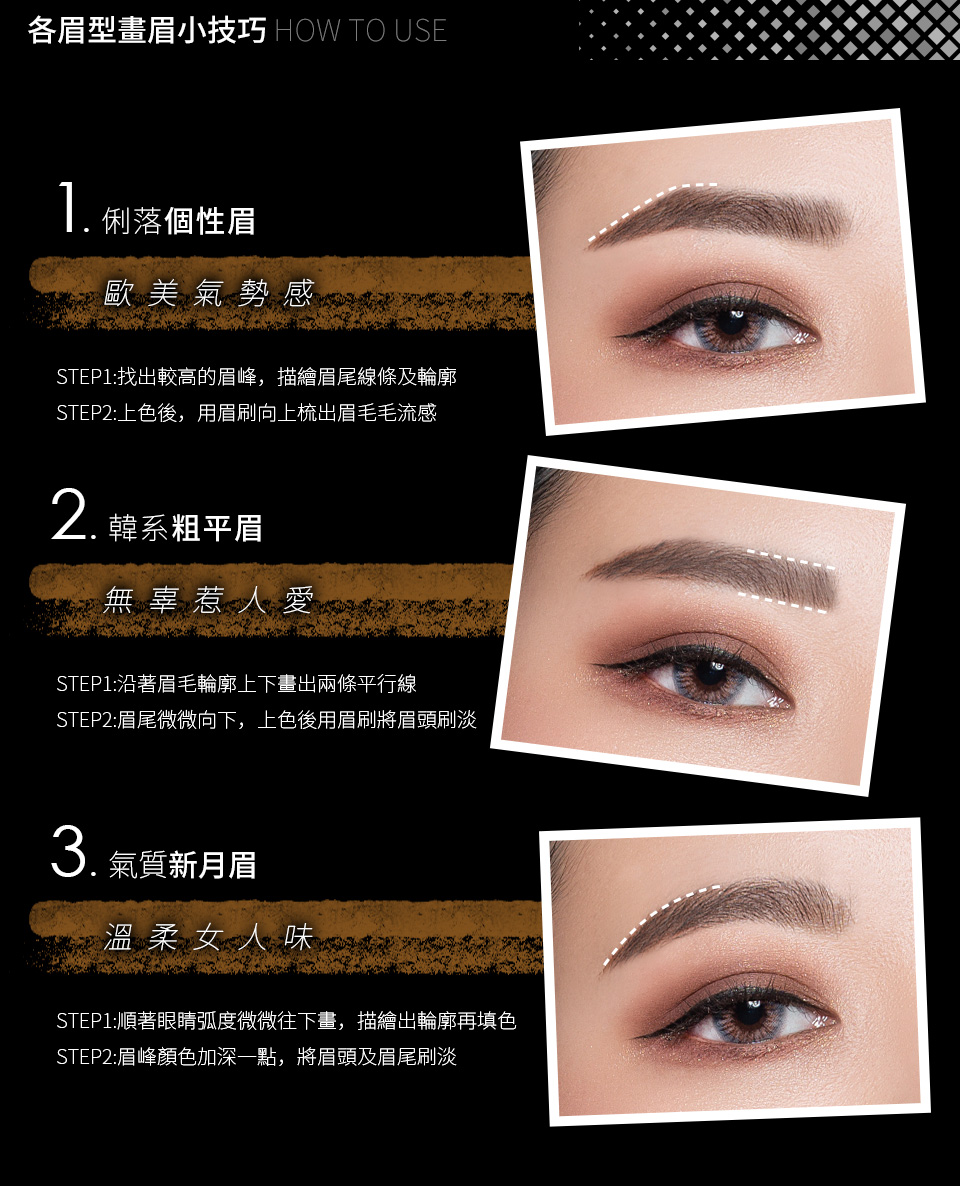 各眉型畫眉小技巧 HOW TO USE
1. 俐落個性眉
歐美氣勢感
STEP1:找出較高的眉峰，描繪眉尾線條及輪廓
STEP2:上色後，用眉刷向上梳出眉毛毛流感
2. 韓系粗平眉
無辜惹人愛
STEP1:沿著眉毛輪廓上下畫出兩條平行線
STEP2:眉尾微微向下，上色後用眉刷將眉頭刷淡
3. 氣質新月眉
溫柔女人味
STEP1:順著眼睛弧度微微往下畫，描繪出輪廓再填色
STEP2:眉峰顏色加深一點，將眉頭及眉尾刷淡